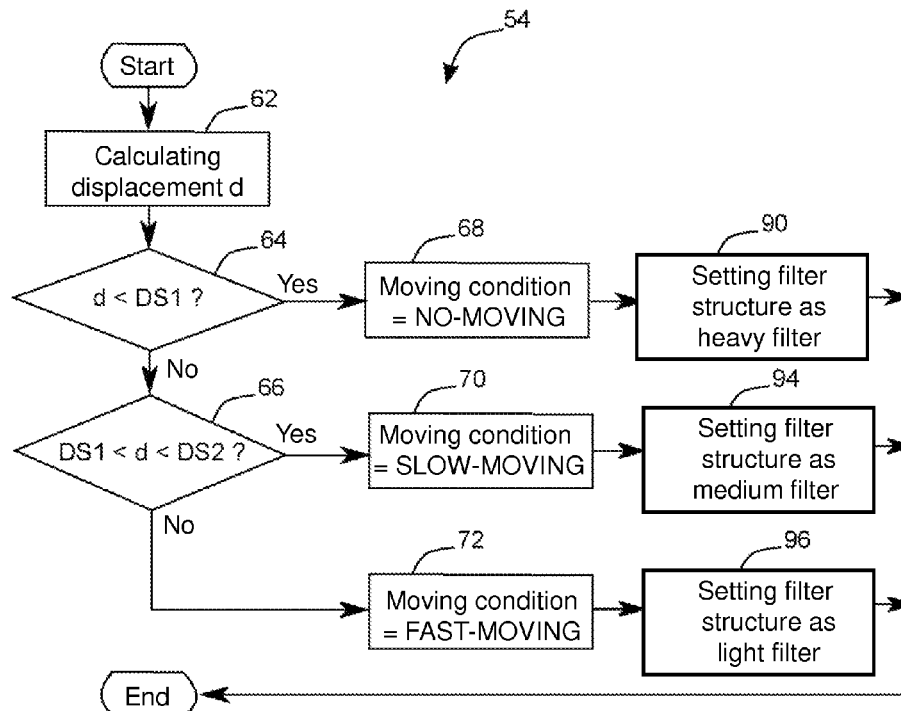 54
Start
62
Calculating
displacement d
64
d < DS1 ?
Yes
No
68
Moving condition
= NO-MOVING
90
Setting filter
structure as
heavy filter
66
DS1 < d < DS2 ?
Yes
No
70
Moving condition
= SLOW-MOVING
94
Setting filter
structure as
medium filter
72
Moving condition
= FAST-MOVING
96
Setting filter
structure as
light filter
End